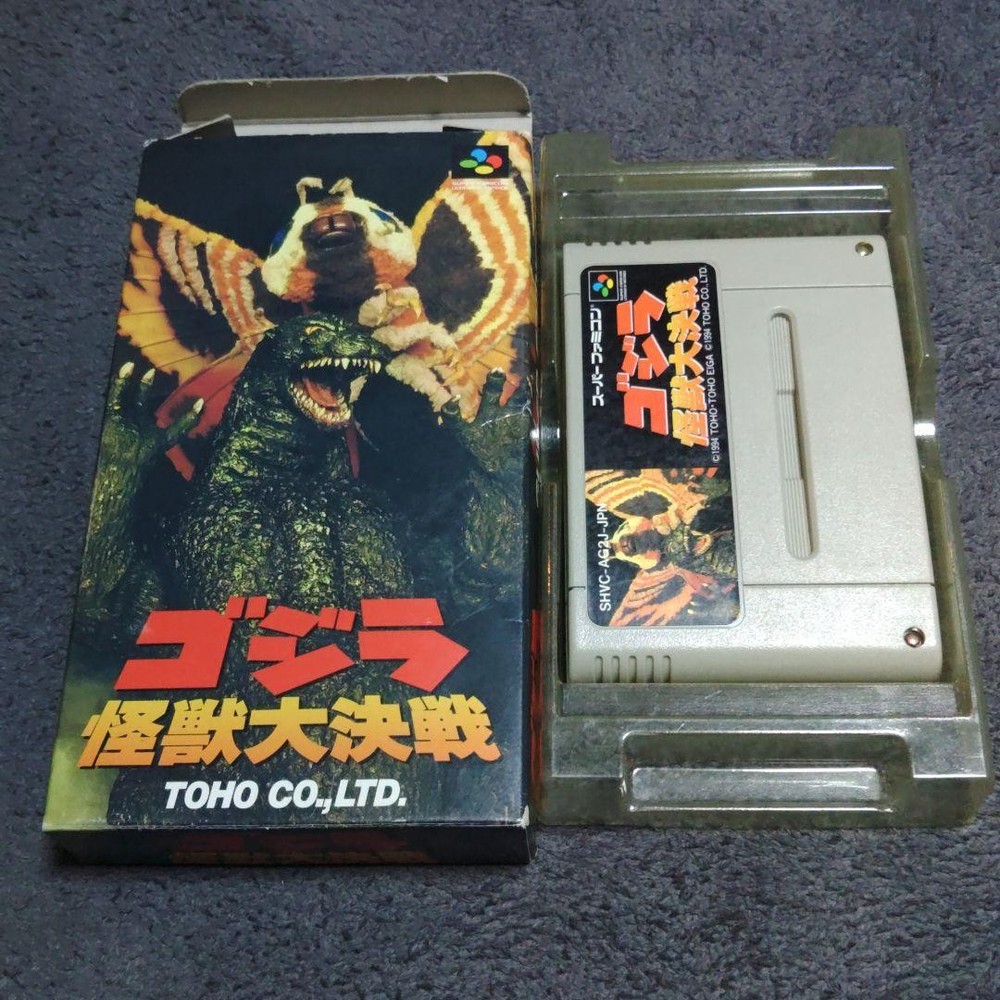 ゴジラ
怪獣大決戦
TOHO CO.,LTD.
スーパーファミコン
ゴジラ
怪獣大決戦
©1994 TOHO・TOHO EIGA ©1994 TOHO CO.,LTD.
SHVC-AG2J-JPN